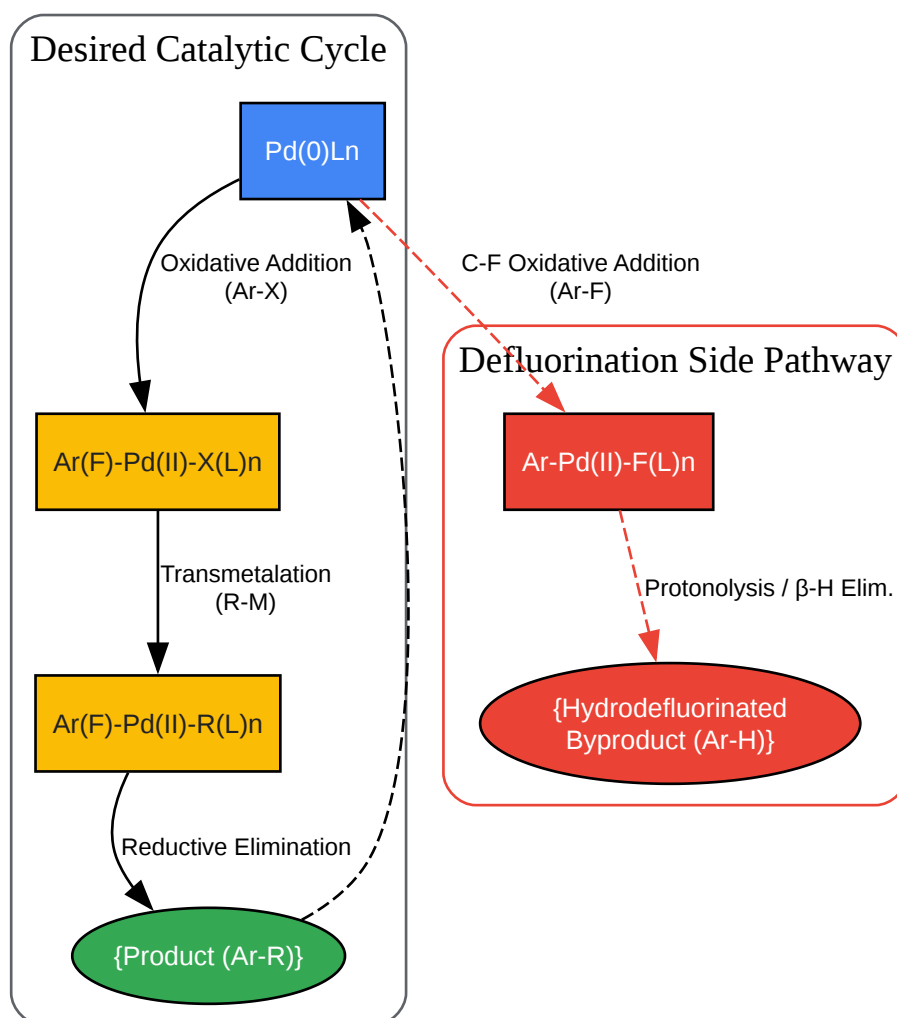 Desired Catalytic Cycle
Pd(0)Ln
Oxidative Addition
(Ar-X)
C-F Oxidative Addition
(Ar-F)
Defluorination Side Pathway
Ar(F)-Pd(II)-X(L)n
Ar-Pd(II)-F(L)n
Transmetalation
(R-M)
Protonolysis / β-H Elim.
Ar(F)-Pd(II)-R(L)n
{Hydrodefluorinated
Byproduct (Ar-H)}
Reductive Elimination
{Product (Ar-R)}